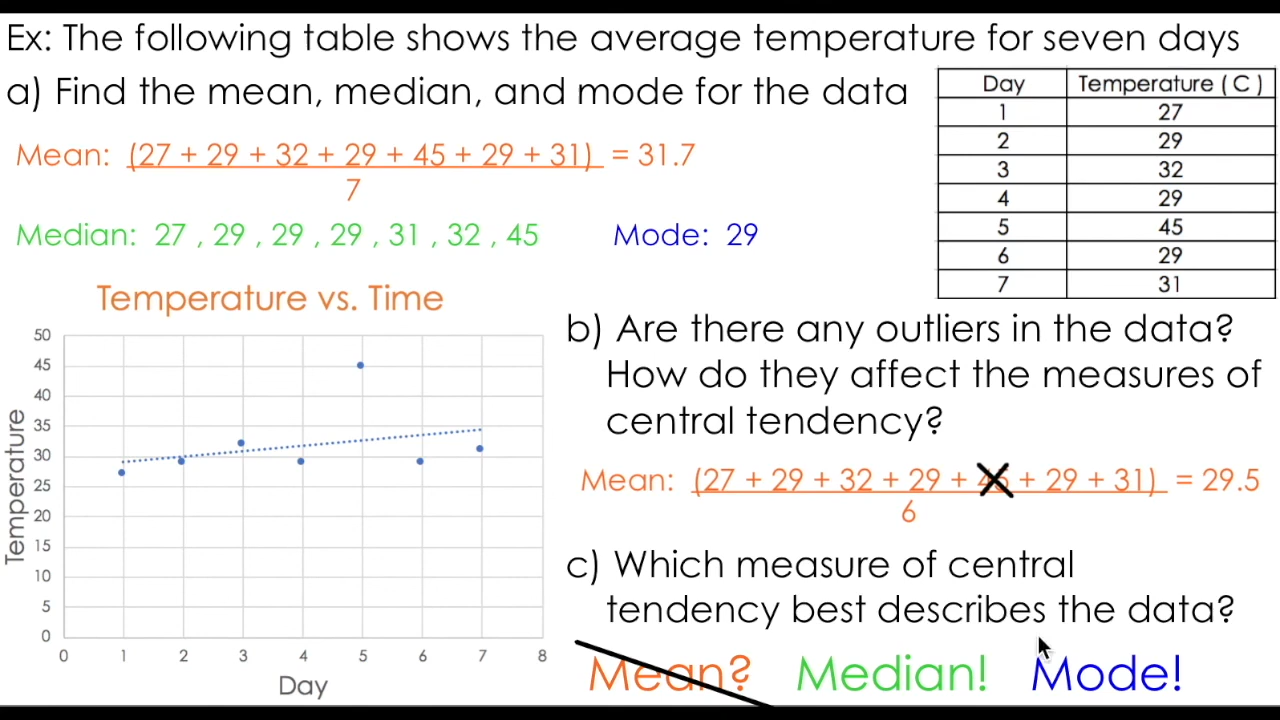 Ex: The following table shows the average temperature for seven days
a) Find the mean, median, and mode for the data
Mean: (27 + 29 + 32 + 29 + 45 + 29 + 31) = 31.7
7
Median: 27 , 29 , 29 , 29 , 31 , 32 , 45
Mode: 29
Day Temperature ( C )
1 27
2 29
3 32
4 29
5 45
6 29
7 31
Temperature vs. Time
50
45
40
35
30
25
20
15
10
5
0
0 1 2 3 4 5 6 7 8
Temperature
Day
b) Are there any outliers in the data?
How do they affect the measures of
central tendency?
Mean: (27 + 29 + 32 + 29 + 45 + 29 + 31) = 29.5
6
c) Which measure of central
tendency best describes the data?
Mean? Median! Mode!